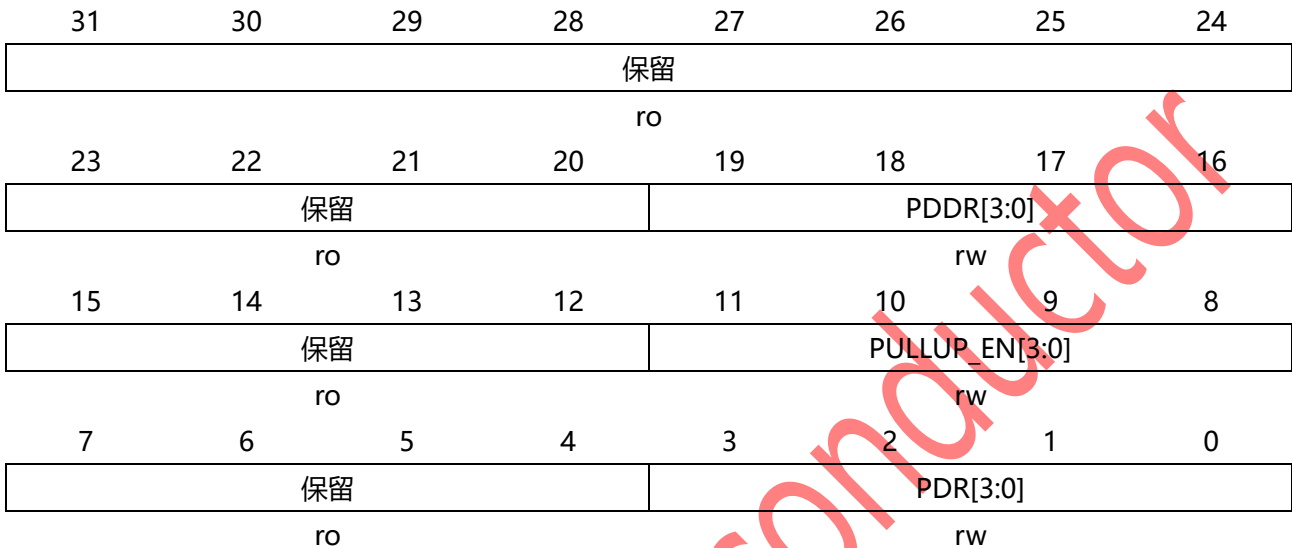 31 30 29 28 27 26 25 24
保留
ro
23 22 21 20 19 18 17 16
保留 PDDR[3:0]
ro rw
15 14 13 12 11 10 9 8
保留 PULLUP_EN[3:0]
ro rw
7 6 5 4 3 2 1 0
保留 PDR[3:0]
ro rw
onductor